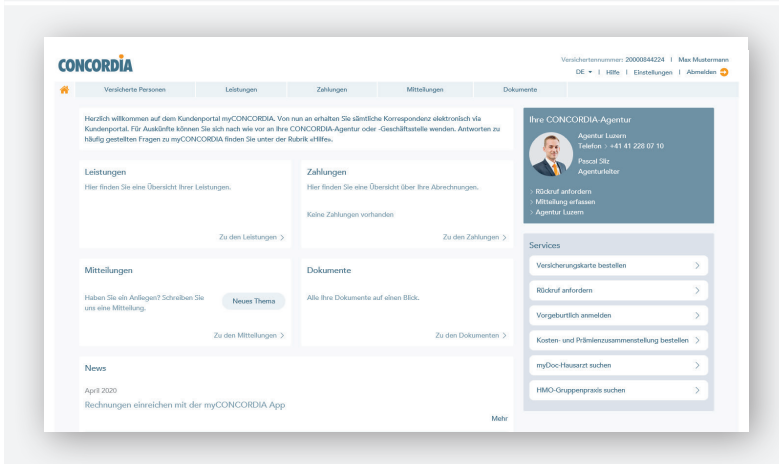 CONCORDIA
Versichertennummer: 20000844224 | Max Mustermann
DE | Hilfe | Einstellungen | Abmelden
Versicherte Personen Leistungen Zahlungen Mitteilungen Dokumente
Herzlich willkommen auf dem Kundenportal myCONCORDIA. Von nun an erhalten Sie sämtliche Korrespondenz elektronisch via
Kundenportal. Für Auskünfte können Sie sich nach wie vor an Ihre CONCORDIA-Agentur oder -Geschäftsstelle wenden. Antworten zu
häufig gestellten Fragen zu myCONCORDIA finden Sie unter der Rubrik «Hilfe».
Leistungen
Hier finden Sie eine Übersicht Ihrer Leistungen.
Zu den Leistungen >
Zahlungen
Hier finden Sie eine Übersicht über Ihre Abrechnungen.
Keine Zahlungen vorhanden
Zu den Zahlungen >
Mitteilungen
Haben Sie ein Anliegen? Schreiben Sie
uns eine Mitteilung.
Neues Thema
Zu den Mitteilungen >
Dokumente
Alle Ihre Dokumente auf einen Blick.
Zu den Dokumenten >
News
April 2020
Rechnungen einreichen mit der myCONCORDIA App
Mehr
Ihre CONCORDIA-Agentur
Agentur Luzern
Telefon > +41 41 228 07 10
Pascal Sliz
Agenturleiter
> Rückruf anfordern
> Mitteilung erfassen
> Agentur Luzern
Services
Versicherungskarte bestellen >
Rückruf anfordern >
Vorgeburtlich anmelden >
Kosten- und Prämienzusammenstellung bestellen >
myDoc-Hausarzt suchen >
HMO-Gruppenpraxis suchen >